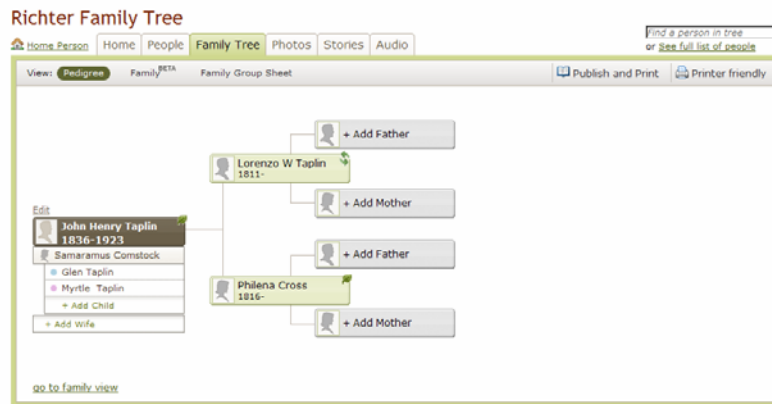 Richter Family Tree
Find a person in tree
Home Person Home People Family Tree Photos Stories Audio
or See full list of people
View: Pedigree Family BETA Family Group Sheet Publish and Print Printer friendly
+ Add Father
Lorenzo W Taplin
1811-
+ Add Mother
Edit
John Henry Taplin
1836-1923
Samaramus Comstock
Glen Taplin
Myrtle Taplin
+ Add Child
+ Add Wife
+ Add Father
Philena Cross
1816-
+ Add Mother
go to family view